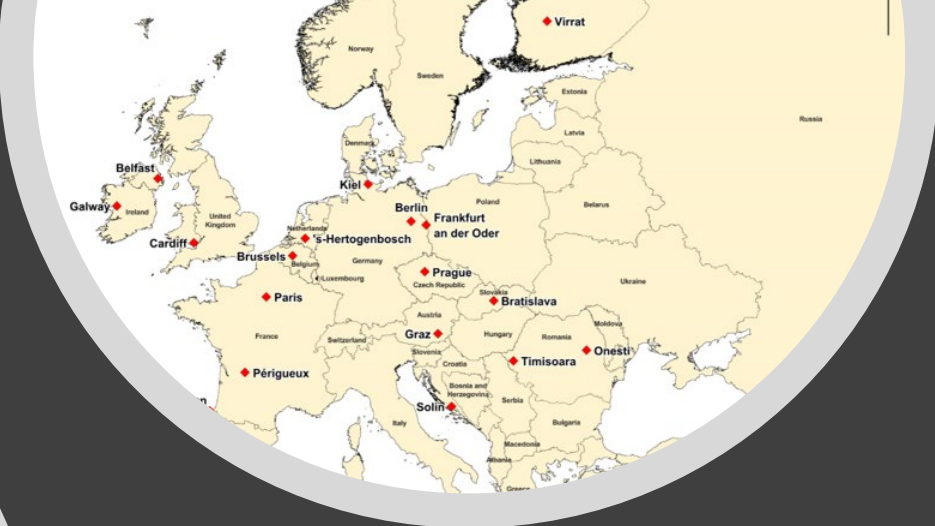 Virrat
Norway
Sweden
Estonia
Russia
Latvia
Denmark
Lithuania
Belfast
Kiel
Poland
Belarus
Galway
Ireland
Berlin
United
Kingdom
Frankfurt
an der Oder
Netherlands
's-Hertogenbosch
Cardiff
Brussels
Belgium
Germany
Luxembourg
Prague
Czech Republic
Ukraine
Slovakia
Bratislava
Paris
Austria
Moldova
France
Switzerland
Graz
Hungary
Romania
Slovenia
Onesti
Timisoara
Croatia
Périgueux
Bosnia and
Herzegovina
Serbia
n
Solin
Italy
Bulgaria
Macedonia
Albania
Greece